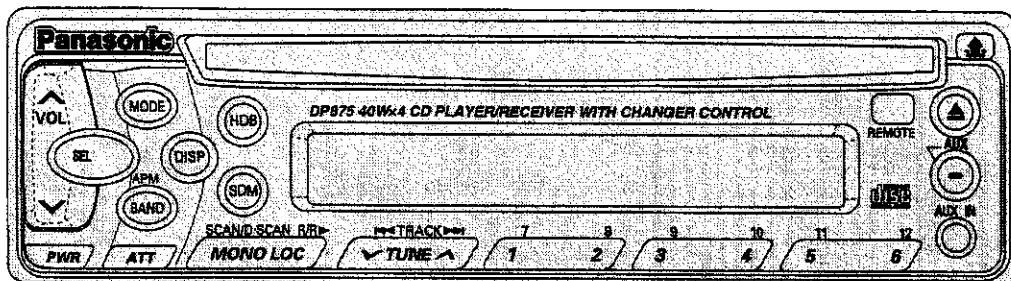 Panasonic
VOL
MODE
HDB
DP875 40Wx4 CD PLAYER/RECEIVER WITH CHANGER CONTROL
REMOTE
AUX
SEL
DISP
APM
BAND
SDM
DISC
AUX IN
SCAN/D·SCAN R/R
TRACK
7 8 9 10 11 12
PWR
ATT
MONO LOC
TUNE
1 2 3 4 5 6